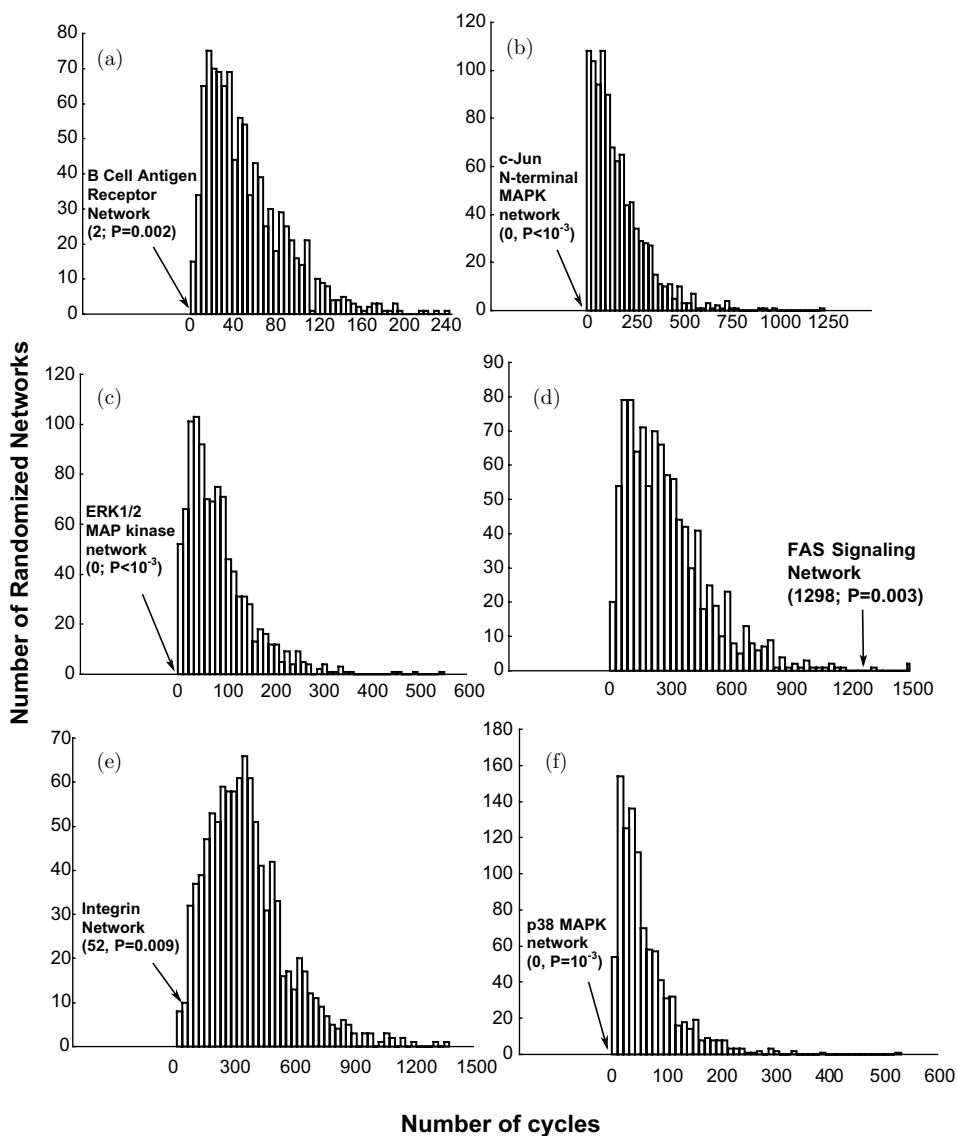 Number of Randomized Networks
(a)
80
70
60
50
40
30
20
10
0
B Cell Antigen
Receptor
Network
(2; P=0.002)
0 40 80 120 160 200 240
(b)
120
100
80
60
40
20
0
c-Jun
N-terminal
MAPK
network
(0, P<10⁻³)
0 250 500 750 1000 1250
(c)
120
100
80
60
40
20
0
ERK1/2
MAP kinase
network
(0; P<10⁻³)
0 100 200 300 400 500 600
(d)
90
80
70
60
50
40
30
20
10
0
FAS Signaling
Network
(1298; P=0.003)
0 300 600 900 1200 1500
(e)
70
60
50
40
30
20
10
0
Integrin
Network
(52, P=0.009)
0 300 600 900 1200 1500
(f)
180
160
140
120
100
80
60
40
20
0
p38 MAPK
network
(0, P=10⁻³)
0 100 200 300 400 500 600
Number of cycles